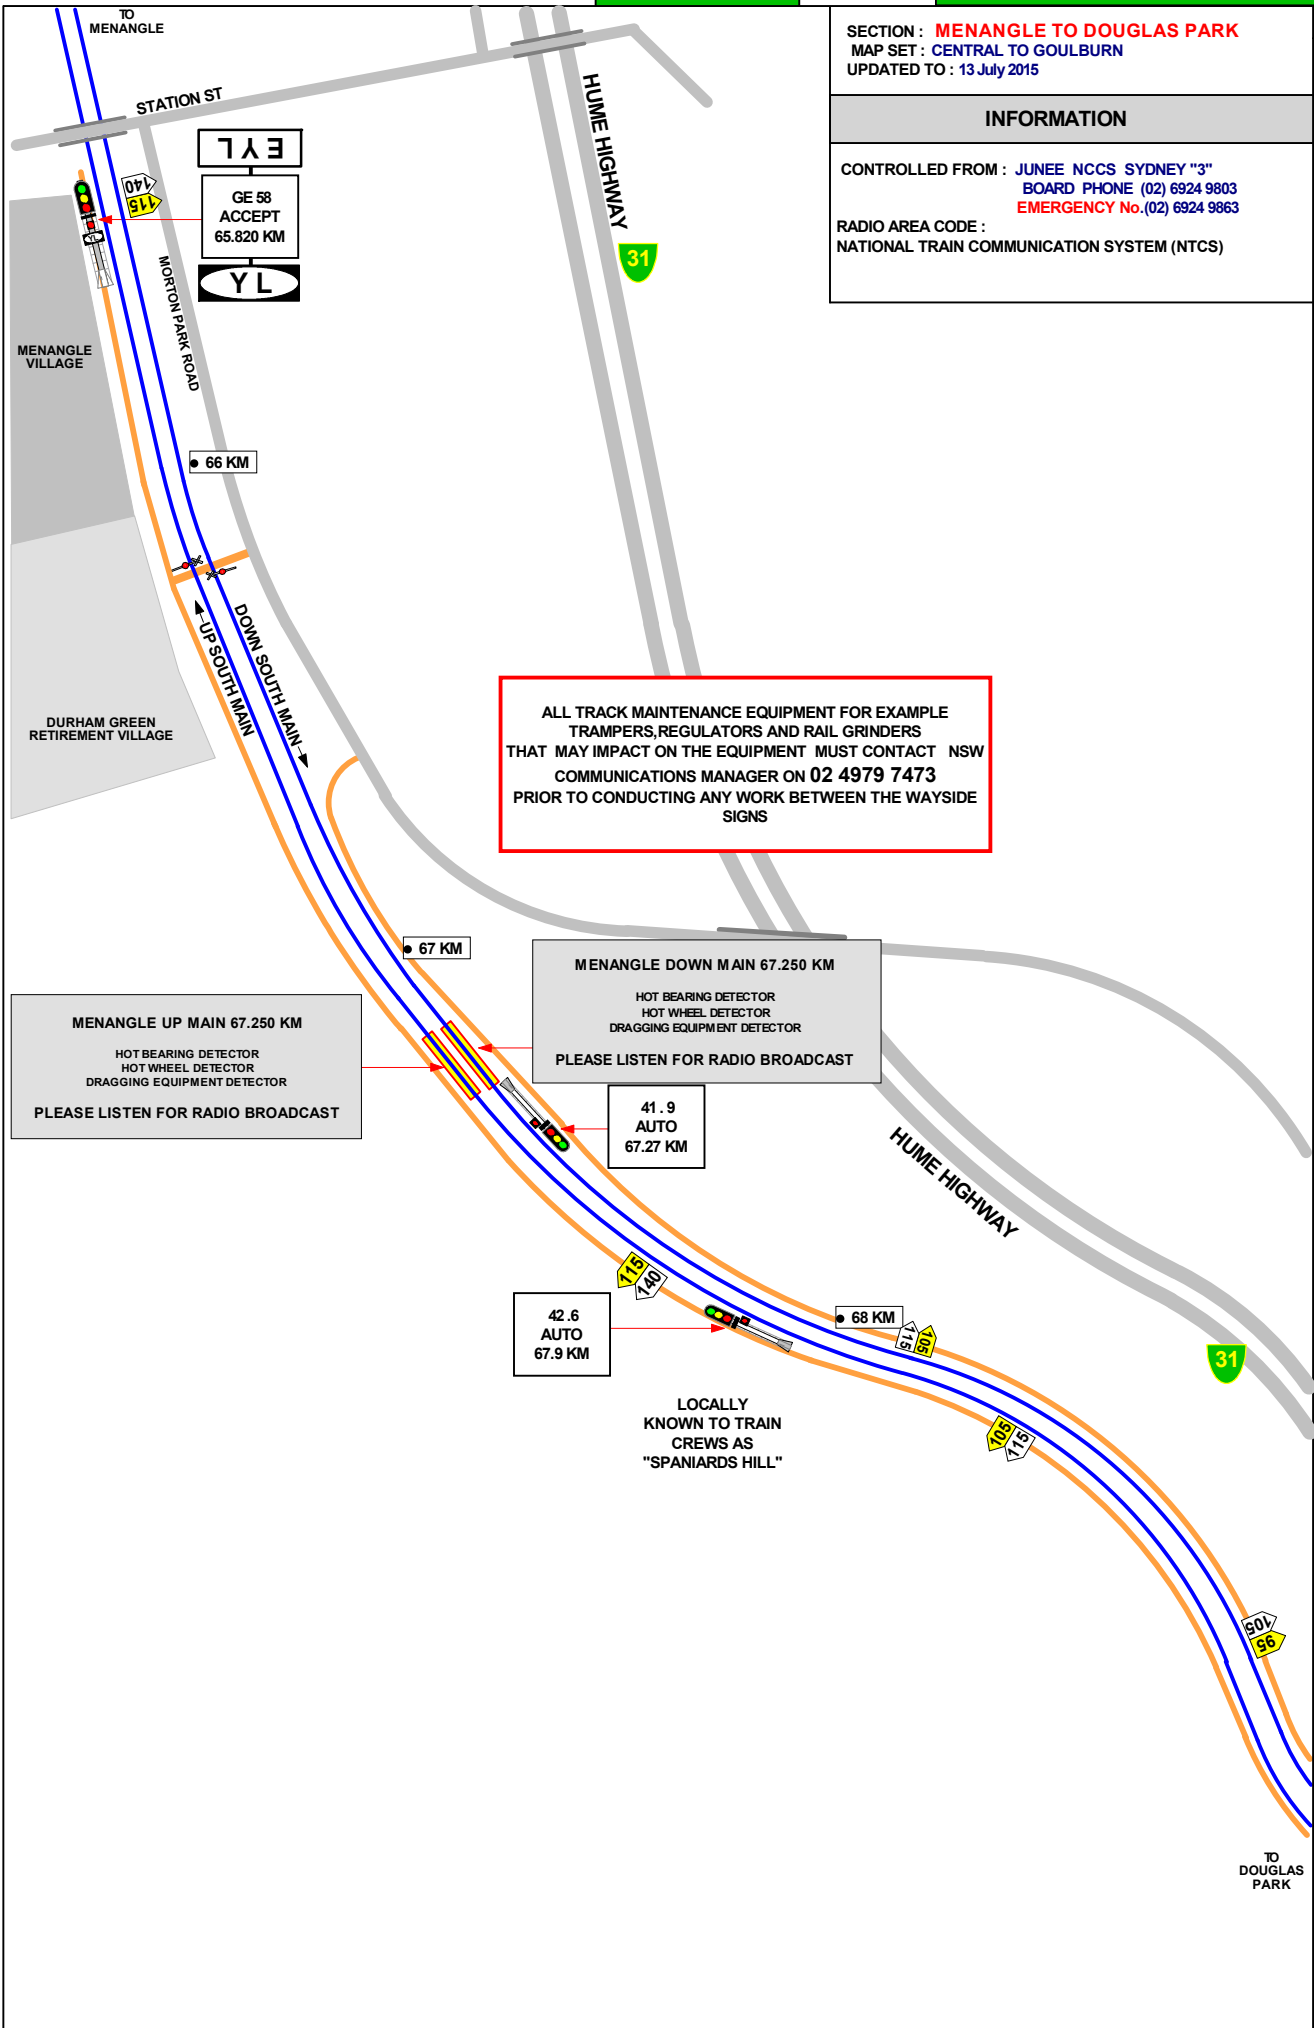 TO
MENANGLE
SECTION : MENANGLE TO DOUGLAS PARK
MAP SET : CENTRAL TO GOULBURN
UPDATED TO : 13 July 2015
INFORMATION
CONTROLLED FROM : JUNEE NCCS SYDNEY "3"
BOARD PHONE (02) 6924 9803
EMERGENCY No.(02) 6924 9863
RADIO AREA CODE :
NATIONAL TRAIN COMMUNICATION SYSTEM (NTCS)
STATION ST
HUME HIGHWAY
31
EYL
GE 58
ACCEPT
65.820 KM
YL
140
115
MORTON PARK ROAD
MENANGLE
VILLAGE
66 KM
UP SOUTH MAIN
DOWN SOUTH MAIN
DURHAM GREEN
RETIREMENT VILLAGE
ALL TRACK MAINTENANCE EQUIPMENT FOR EXAMPLE
TRAMPERS,REGULATORS AND RAIL GRINDERS
THAT MAY IMPACT ON THE EQUIPMENT MUST CONTACT NSW
COMMUNICATIONS MANAGER ON 02 4979 7473
PRIOR TO CONDUCTING ANY WORK BETWEEN THE WAYSIDE
SIGNS
67 KM
MENANGLE DOWN MAIN 67.250 KM
HOT BEARING DETECTOR
HOT WHEEL DETECTOR
DRAGGING EQUIPMENT DETECTOR
PLEASE LISTEN FOR RADIO BROADCAST
MENANGLE UP MAIN 67.250 KM
HOT BEARING DETECTOR
HOT WHEEL DETECTOR
DRAGGING EQUIPMENT DETECTOR
PLEASE LISTEN FOR RADIO BROADCAST
41 . 9
AUTO
67.27 KM
HUME HIGHWAY
115
140
42.6
AUTO
67.9 KM
68 KM
115
105
31
LOCALLY
KNOWN TO TRAIN
CREWS AS
"SPANIARDS HILL"
105
115
105
95
TO
DOUGLAS
PARK